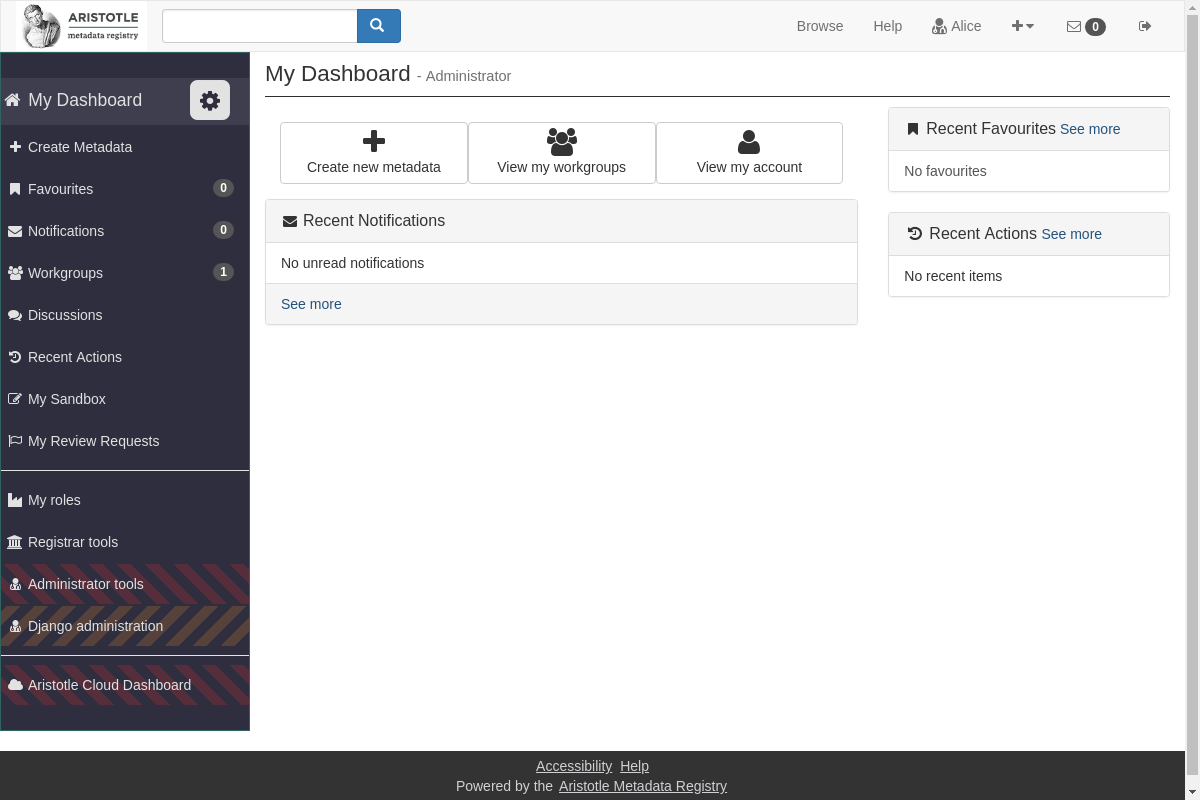 ARISTOTLE
metadata registry
Browse
Help
Alice
0
My Dashboard
Create Metadata
Favourites 0
Notifications 0
Workgroups 1
Discussions
Recent Actions
My Sandbox
My Review Requests
My roles
Registrar tools
Administrator tools
Django administration
Aristotle Cloud Dashboard
My Dashboard - Administrator
Create new metadata
View my workgroups
View my account
Recent Notifications
No unread notifications
See more
Recent Favourites See more
No favourites
Recent Actions See more
No recent items
Accessibility Help
Powered by the Aristotle Metadata Registry